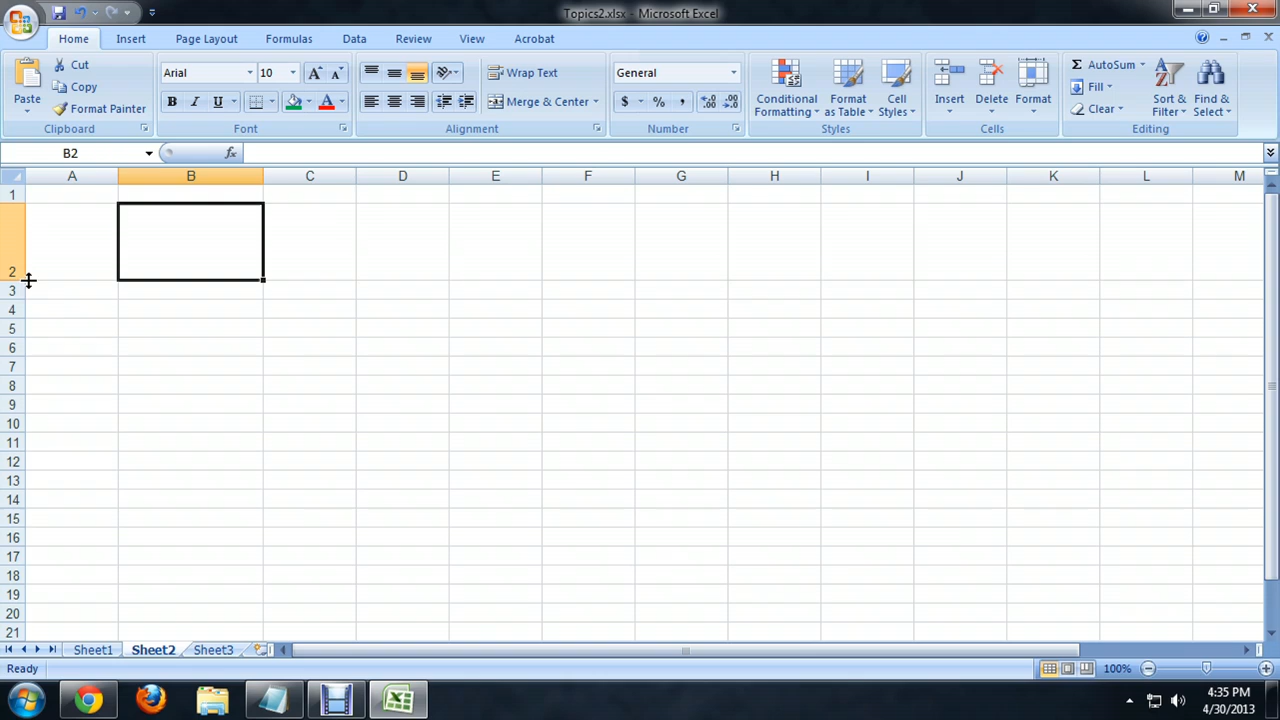 Topics2.xlsx - Microsoft Excel
Home Insert Page Layout Formulas Data Review View Acrobat
Paste
Cut
Copy
Format Painter
Clipboard
Arial 10
B I U
Font
Wrap Text
Merge & Center
Alignment
General
$ % ,
Number
Conditional Formatting
Format as Table
Cell Styles
Styles
Insert Delete Format
Cells
Σ AutoSum
Fill
Clear
Sort & Filter
Find & Select
Editing
B2 fx
A B C D E F G H I J K L M
1
2
3
4
5
6
7
8
9
10
11
12
13
14
15
16
17
18
19
20
21
Sheet1 Sheet2 Sheet3
Ready 100%
4:35 PM
4/30/2013